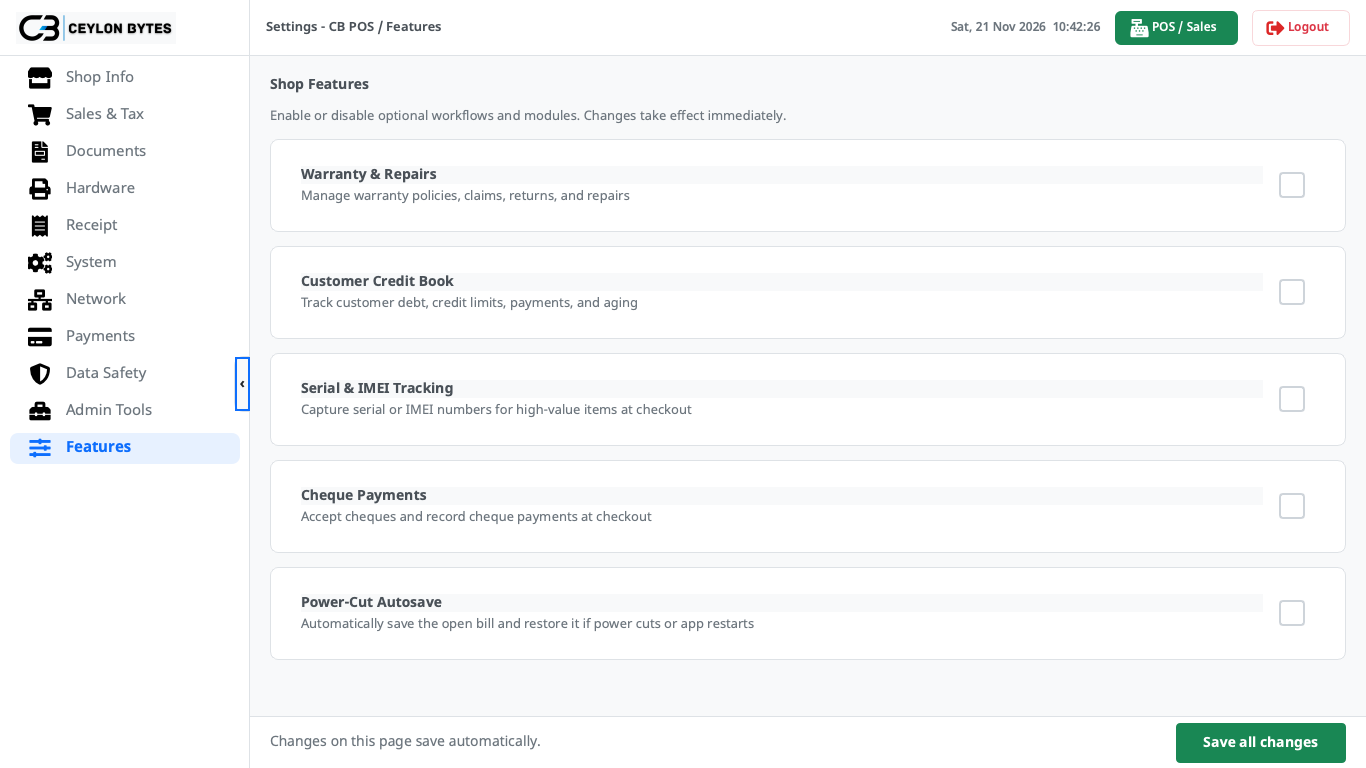 CB CEYLON BYTES
Settings - CB POS / Features
Sat, 21 Nov 2026 10:42:26
POS / Sales
Logout
Shop Info
Sales & Tax
Documents
Hardware
Receipt
System
Network
Payments
Data Safety
Admin Tools
Features
‹
Shop Features
Enable or disable optional workflows and modules. Changes take effect immediately.
Warranty & Repairs
Manage warranty policies, claims, returns, and repairs
Customer Credit Book
Track customer debt, credit limits, payments, and aging
Serial & IMEI Tracking
Capture serial or IMEI numbers for high-value items at checkout
Cheque Payments
Accept cheques and record cheque payments at checkout
Power-Cut Autosave
Automatically save the open bill and restore it if power cuts or app restarts
Changes on this page save automatically.
Save all changes